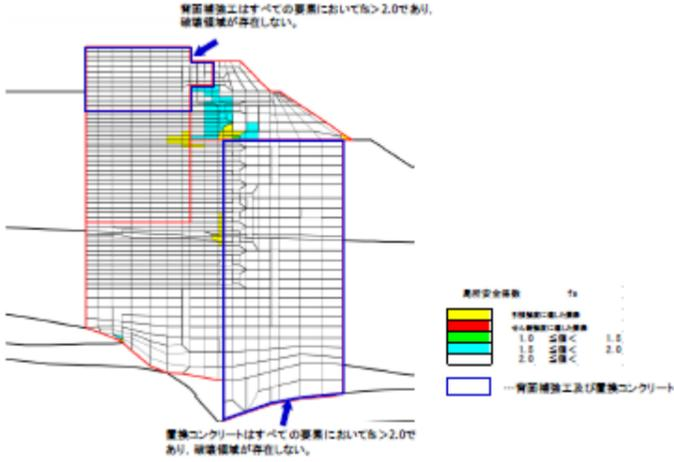 背面補強工はすべての要素においてfs＞2.0であり、
破壊領域が存在しない。
局所安全係数 fs
引張強度に達した要素
せん断強度に達した要素
1.0 ≦値＜ 1.5
1.5 ≦値＜ 2.0
2.0 ≦値＜
…背面補強工及び置換コンクリート
置換コンクリートはすべての要素においてfs＞2.0で
あり、破壊領域が存在しない。